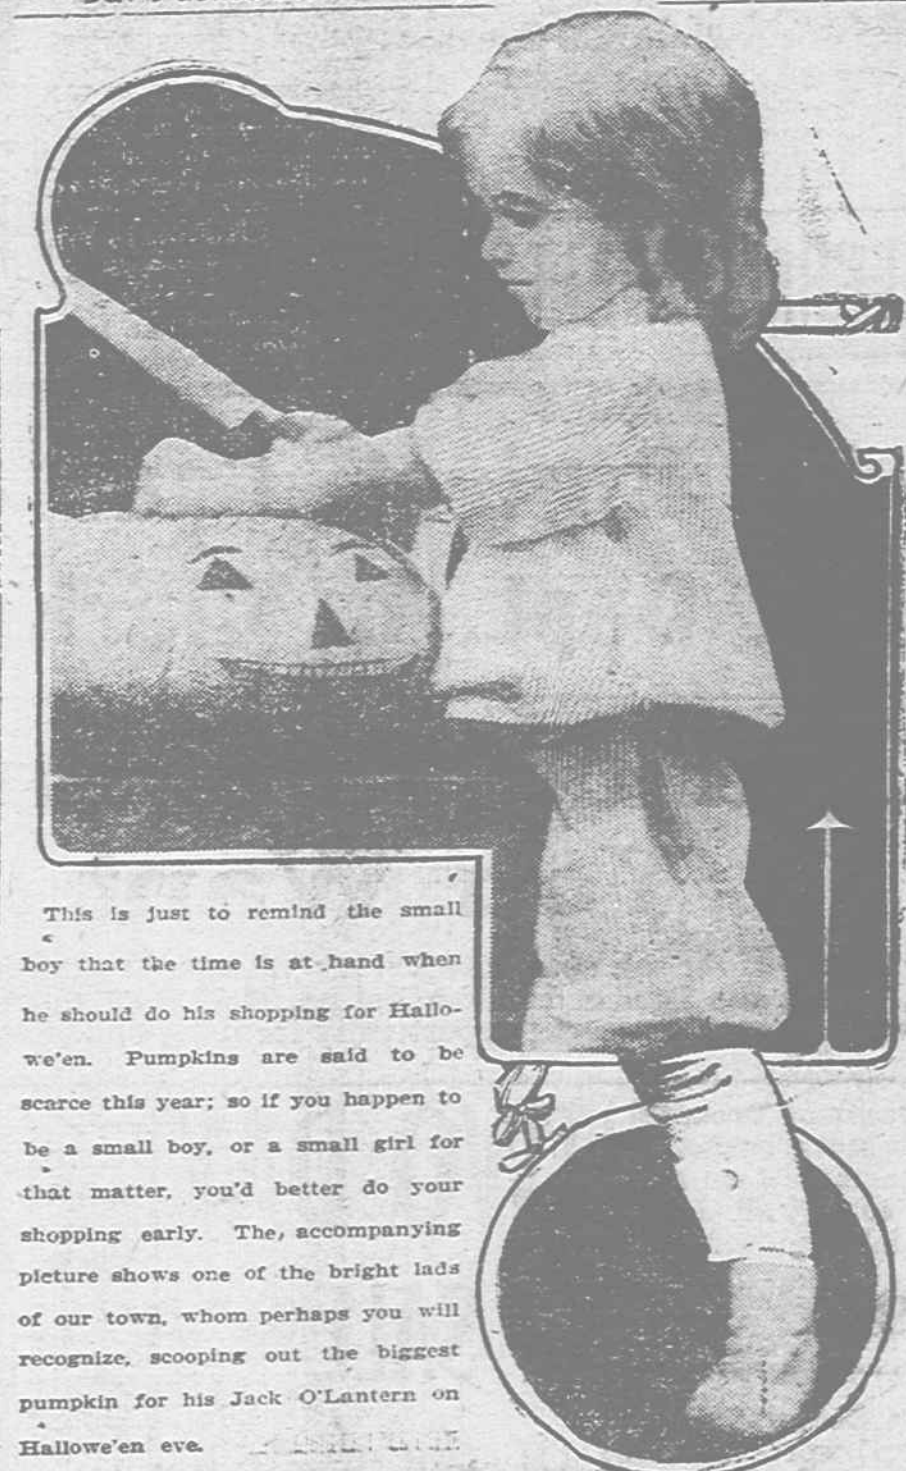 This is just to remind the small
boy that the time is at hand when
he should do his shopping for Hallo-
we'en. Pumpkins are said to be
scarce this year; so if you happen to
be a small boy, or a small girl for
that matter, you'd better do your
shopping early. The, accompanying
picture shows one of the bright lads
of our town, whom perhaps you will
recognize, scooping out the biggest
pumpkin for his Jack O'Lantern on
Hallowe'en eve.